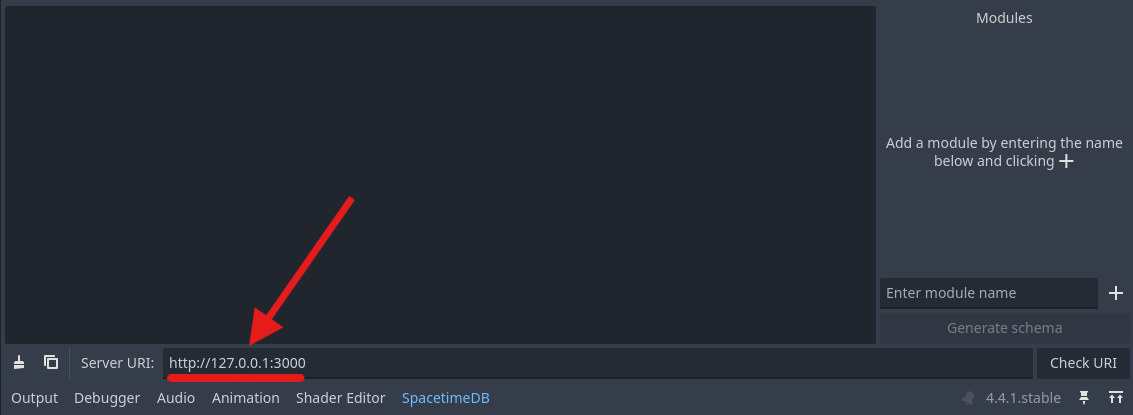 Modules
Add a module by entering the name
below and clicking +
Enter module name
Generate schema
Server URI: http://127.0.0.1:3000 Check URI
Output Debugger Audio Animation Shader Editor SpacetimeDB 4.4.1.stable